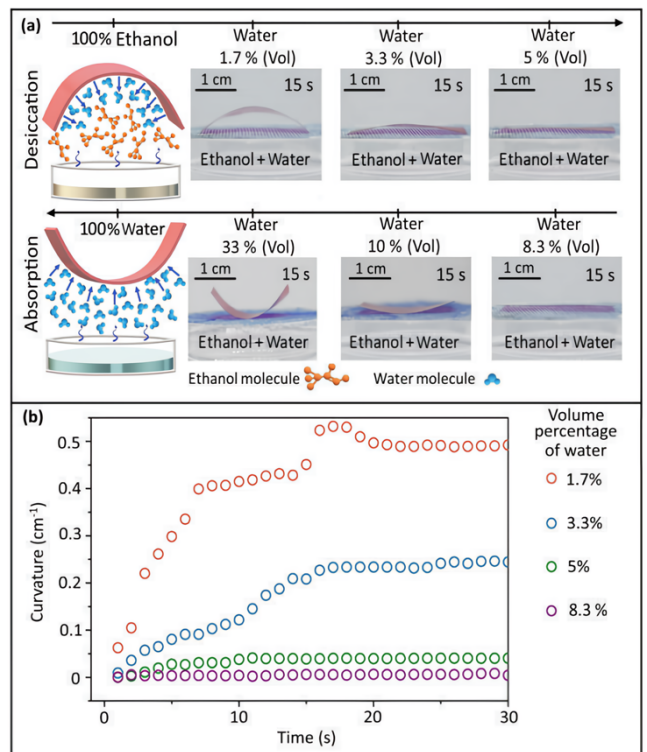 (a)
100% Ethanol
Water
1.7 % (Vol)
Water
3.3 % (Vol)
Water
5 % (Vol)
Desiccation
1 cm
15 s
Ethanol + Water
1 cm
15 s
Ethanol + Water
1 cm
15 s
Ethanol + Water
100% Water
Water
33 % (Vol)
Water
10 % (Vol)
Water
8.3 % (Vol)
Absorption
1 cm
15 s
Ethanol + Water
1 cm
15 s
Ethanol + Water
1 cm
15 s
Ethanol + Water
Ethanol molecule
Water molecule
(b)
Curvature (cm⁻¹)
0.5
0.4
0.3
0.2
0.1
0
0
10
20
30
Time (s)
Volume
percentage
of water
1.7%
3.3%
5%
8.3 %